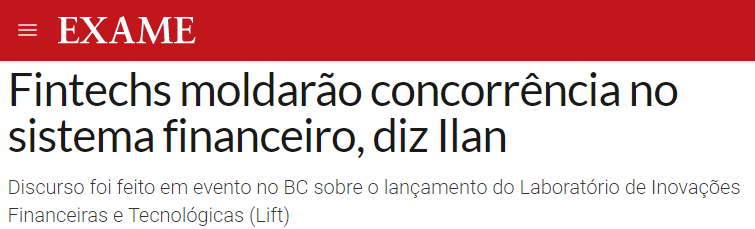 EXAME
Fintechs moldarão concorrência no
sistema financeiro, diz Ilan
Discurso foi feito em evento no BC sobre o lançamento do Laboratório de Inovações
Financeiras e Tecnológicas (Lift)